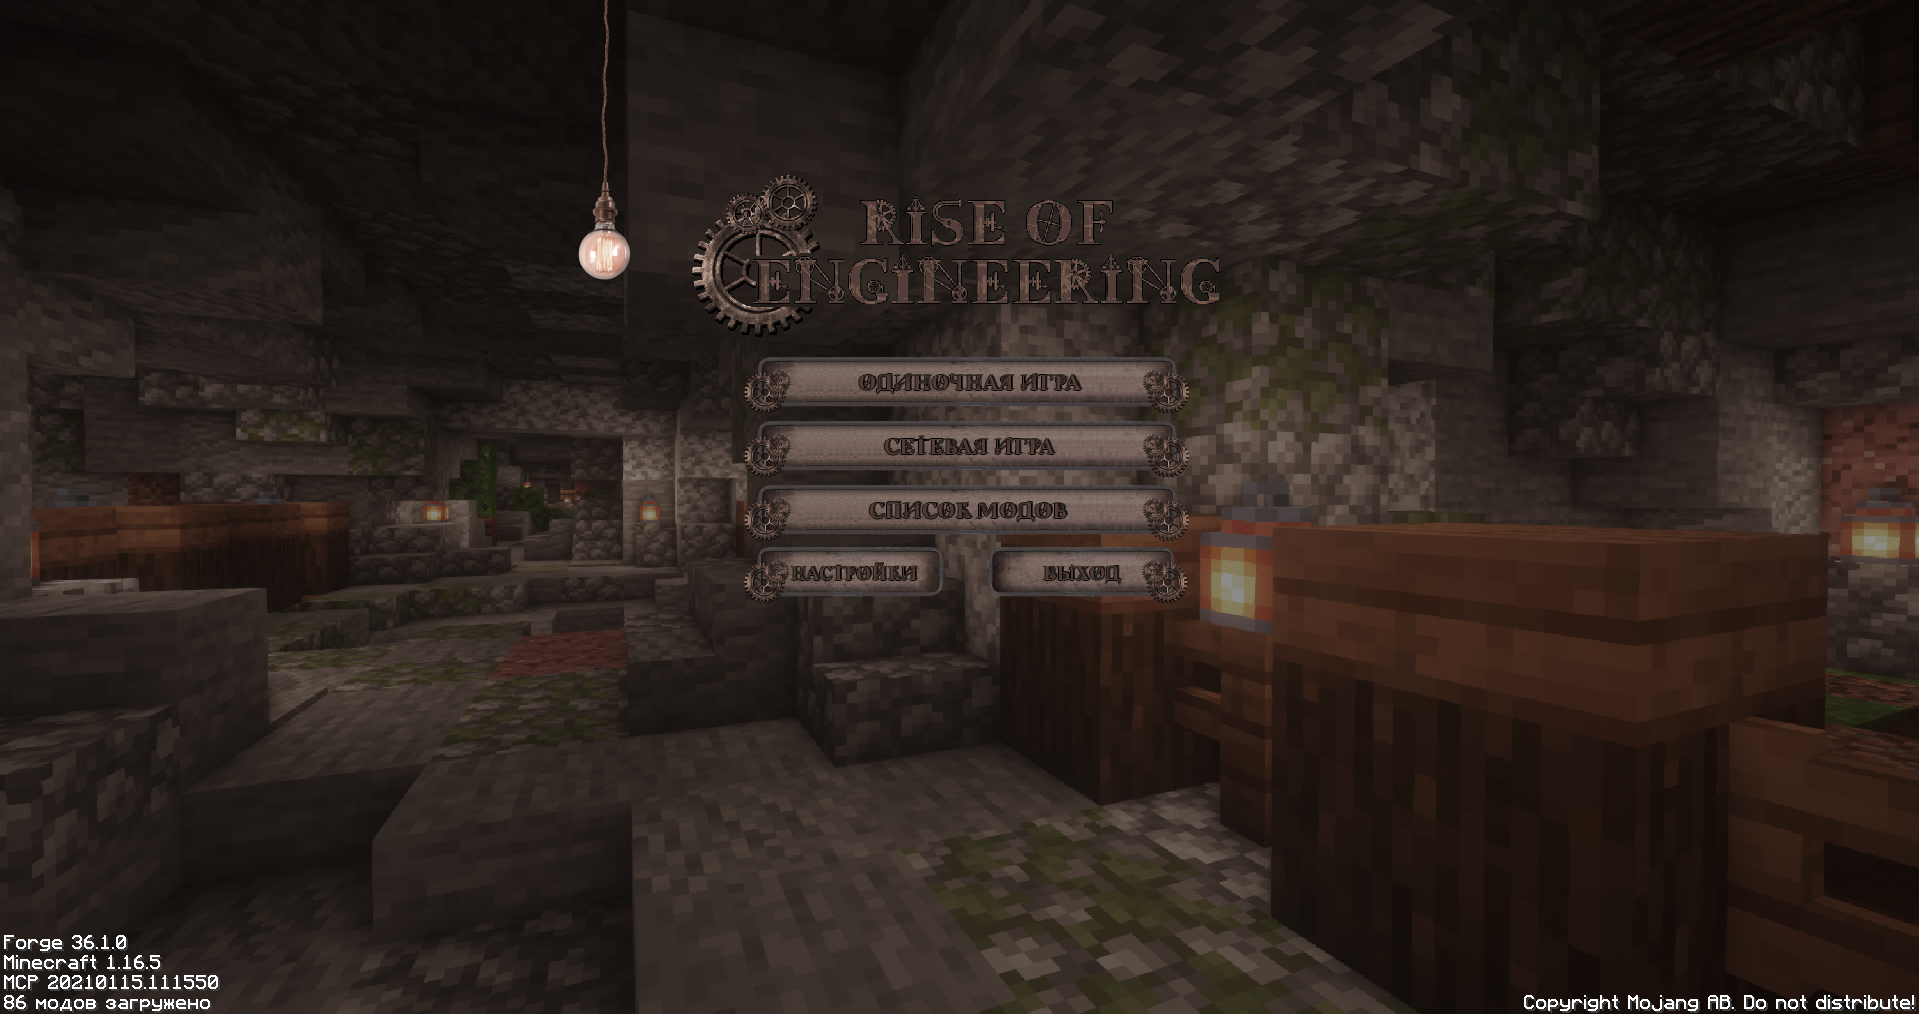 RISE OF
ENGINEERING
ОДИНОЧНАЯ ИГРА
СЕТЕВАЯ ИГРА
СПИСОК МОДОВ
НАСТРОЙКИ
ВЫХОД
Forge 36.1.0
Minecraft 1.16.5
MCP 20210115.111550
86 модов загружено
Copyright Mojang AB. Do not distribute!